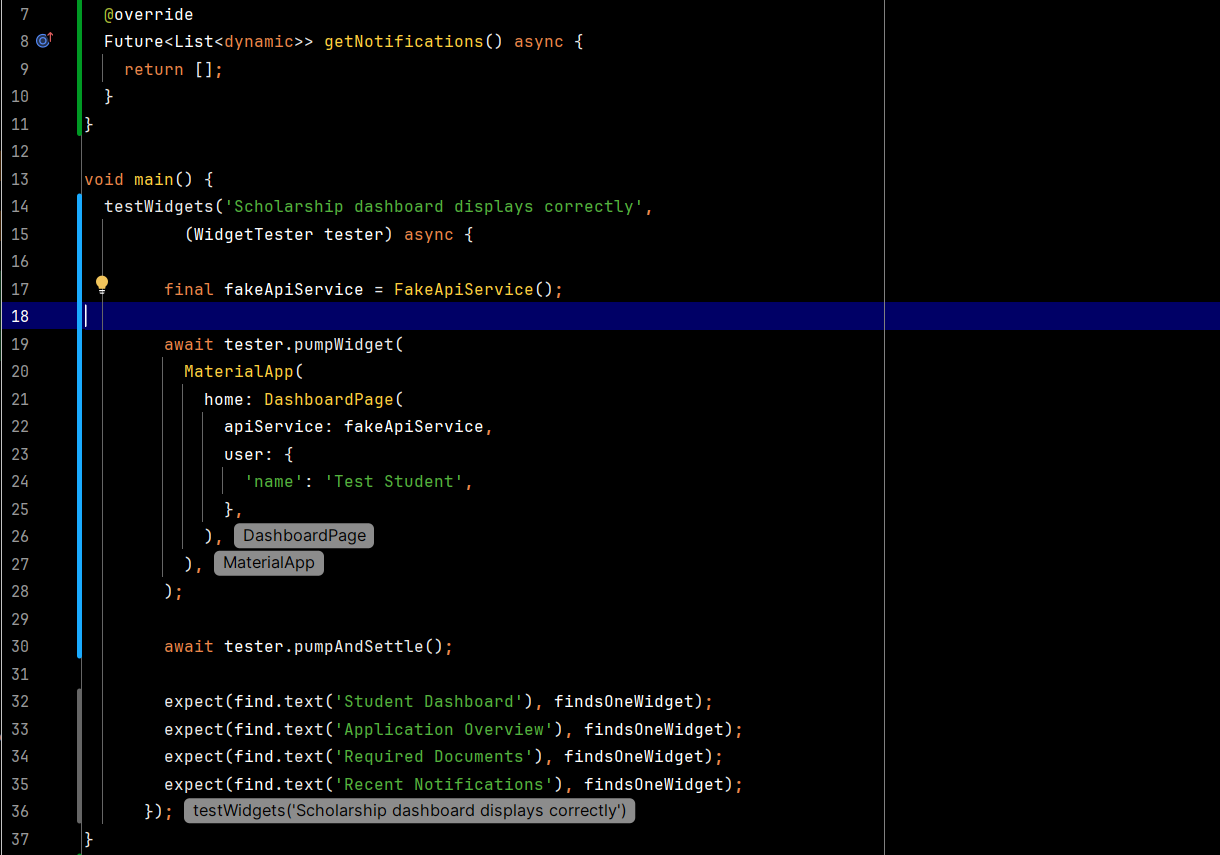 7 @override
8 Future<List<dynamic>> getNotifications() async {
9 return [];
10 }
11 }
12
13 void main() {
14 testWidgets('Scholarship dashboard displays correctly',
15 (WidgetTester tester) async {
16
17 final fakeApiService = FakeApiService();
18
19 await tester.pumpWidget(
20 MaterialApp(
21 home: DashboardPage(
22 apiService: fakeApiService,
23 user: {
24 'name': 'Test Student',
25 },
26 ), DashboardPage
27 ), MaterialApp
28 );
29
30 await tester.pumpAndSettle();
31
32 expect(find.text('Student Dashboard'), findsOneWidget);
33 expect(find.text('Application Overview'), findsOneWidget);
34 expect(find.text('Required Documents'), findsOneWidget);
35 expect(find.text('Recent Notifications'), findsOneWidget);
36 }); testWidgets('Scholarship dashboard displays correctly')
37 }